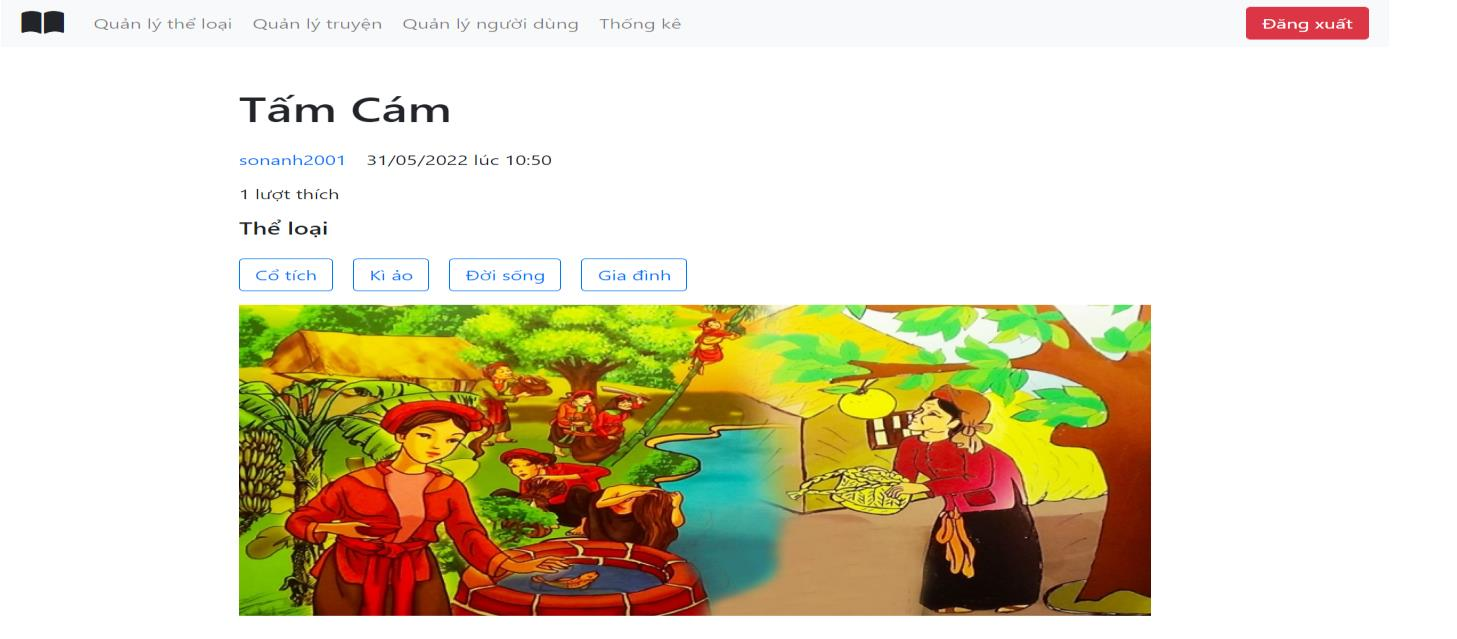 Quản lý thể loại Quản lý truyện Quản lý người dùng Thống kê Đăng xuất
Tấm Cám
sonanh2001 31/05/2022 lúc 10:50
1 lượt thích
Thể loại
Cổ tích Kì ảo Đời sống Gia đình